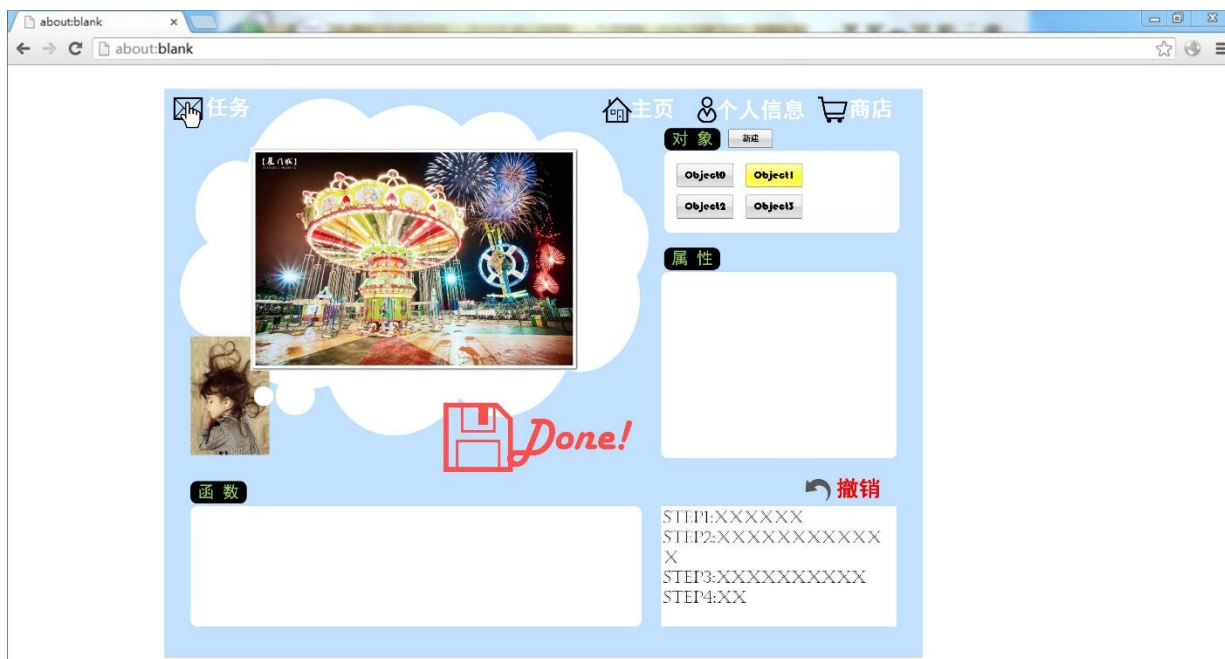 about:blank
about:blank
任务
主页
个人信息
商店
对 象
新建
Object0
Object1
Object2
Object3
属 性
Done!
函 数
撤销
STEP1:XXXXXX
STEP2:XXXXXXXXXXX
X
STEP3:XXXXXXXXXX
STEP4:XX